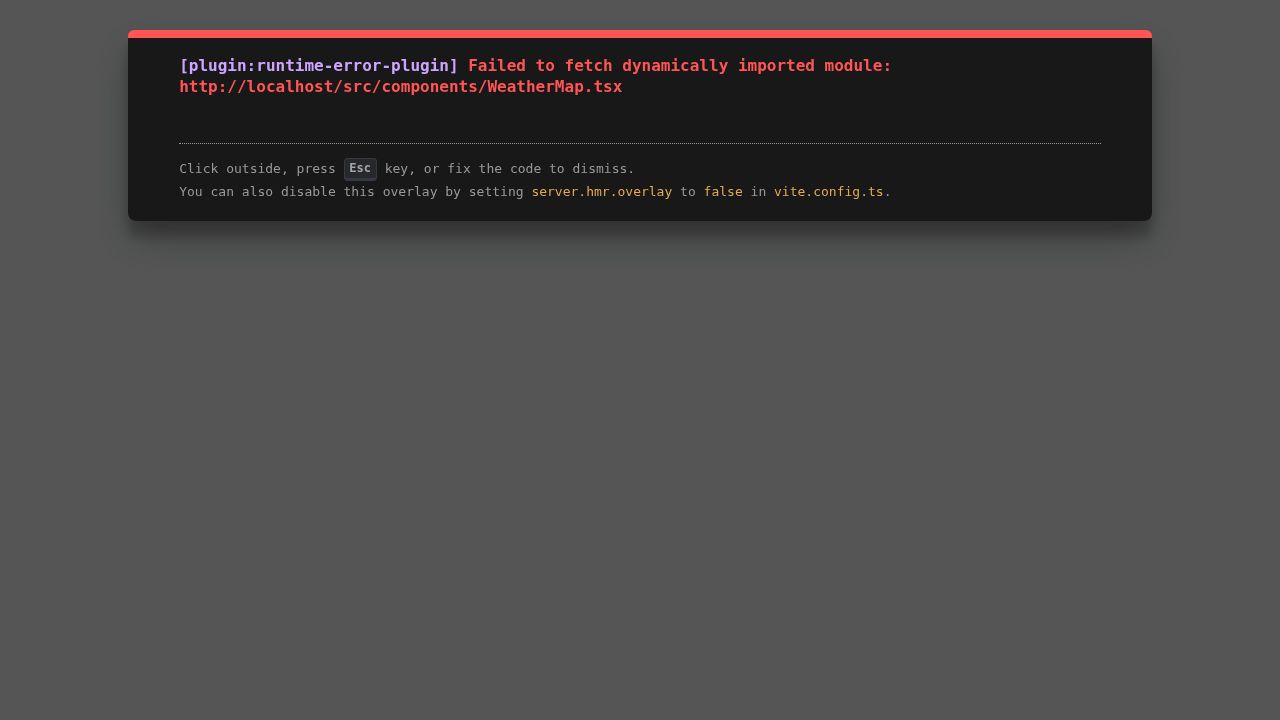 [plugin:runtime-error-plugin] Failed to fetch dynamically imported module:
http://localhost/src/components/WeatherMap.tsx
Click outside, press Esc key, or fix the code to dismiss.
You can also disable this overlay by setting server.hmr.overlay to false in vite.config.ts.